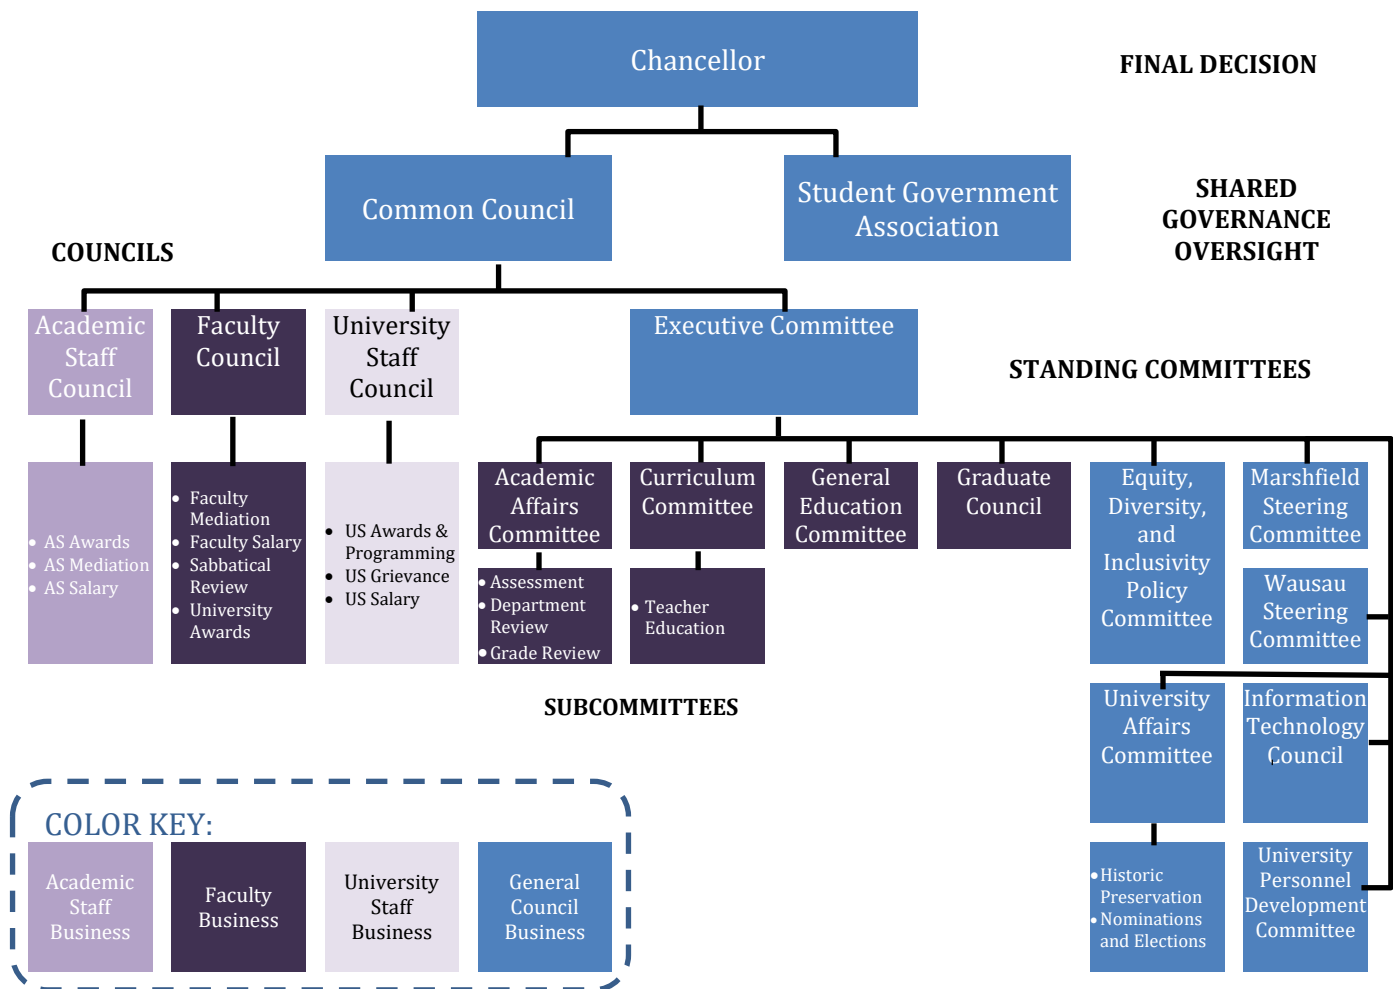 Chancellor
FINAL DECISION
Common Council
Student Government
Association
SHARED
GOVERNANCE
OVERSIGHT
COUNCILS
Academic
Staff
Council
Faculty
Council
University
Staff
Council
Executive Committee
STANDING COMMITTEES
• AS Awards
• AS Mediation
• AS Salary
• Faculty
Mediation
• Faculty Salary
• Sabbatical
Review
• University
Awards
• US Awards &
Programming
• US Grievance
• US Salary
Academic
Affairs
Committee
Curriculum
Committee
General
Education
Committee
Graduate
Council
Equity,
Diversity,
and
Inclusivity
Policy
Committee
Marshfield
Steering
Committee
• Assessment
• Department
Review
• Grade Review
• Teacher
Education
Wausau
Steering
Committee
SUBCOMMITTEES
University
Affairs
Committee
Information
Technology
Council
• Historic
Preservation
• Nominations
and Elections
University
Personnel
Development
Committee
COLOR KEY:
Academic
Staff
Business
Faculty
Business
University
Staff
Business
General
Council
Business